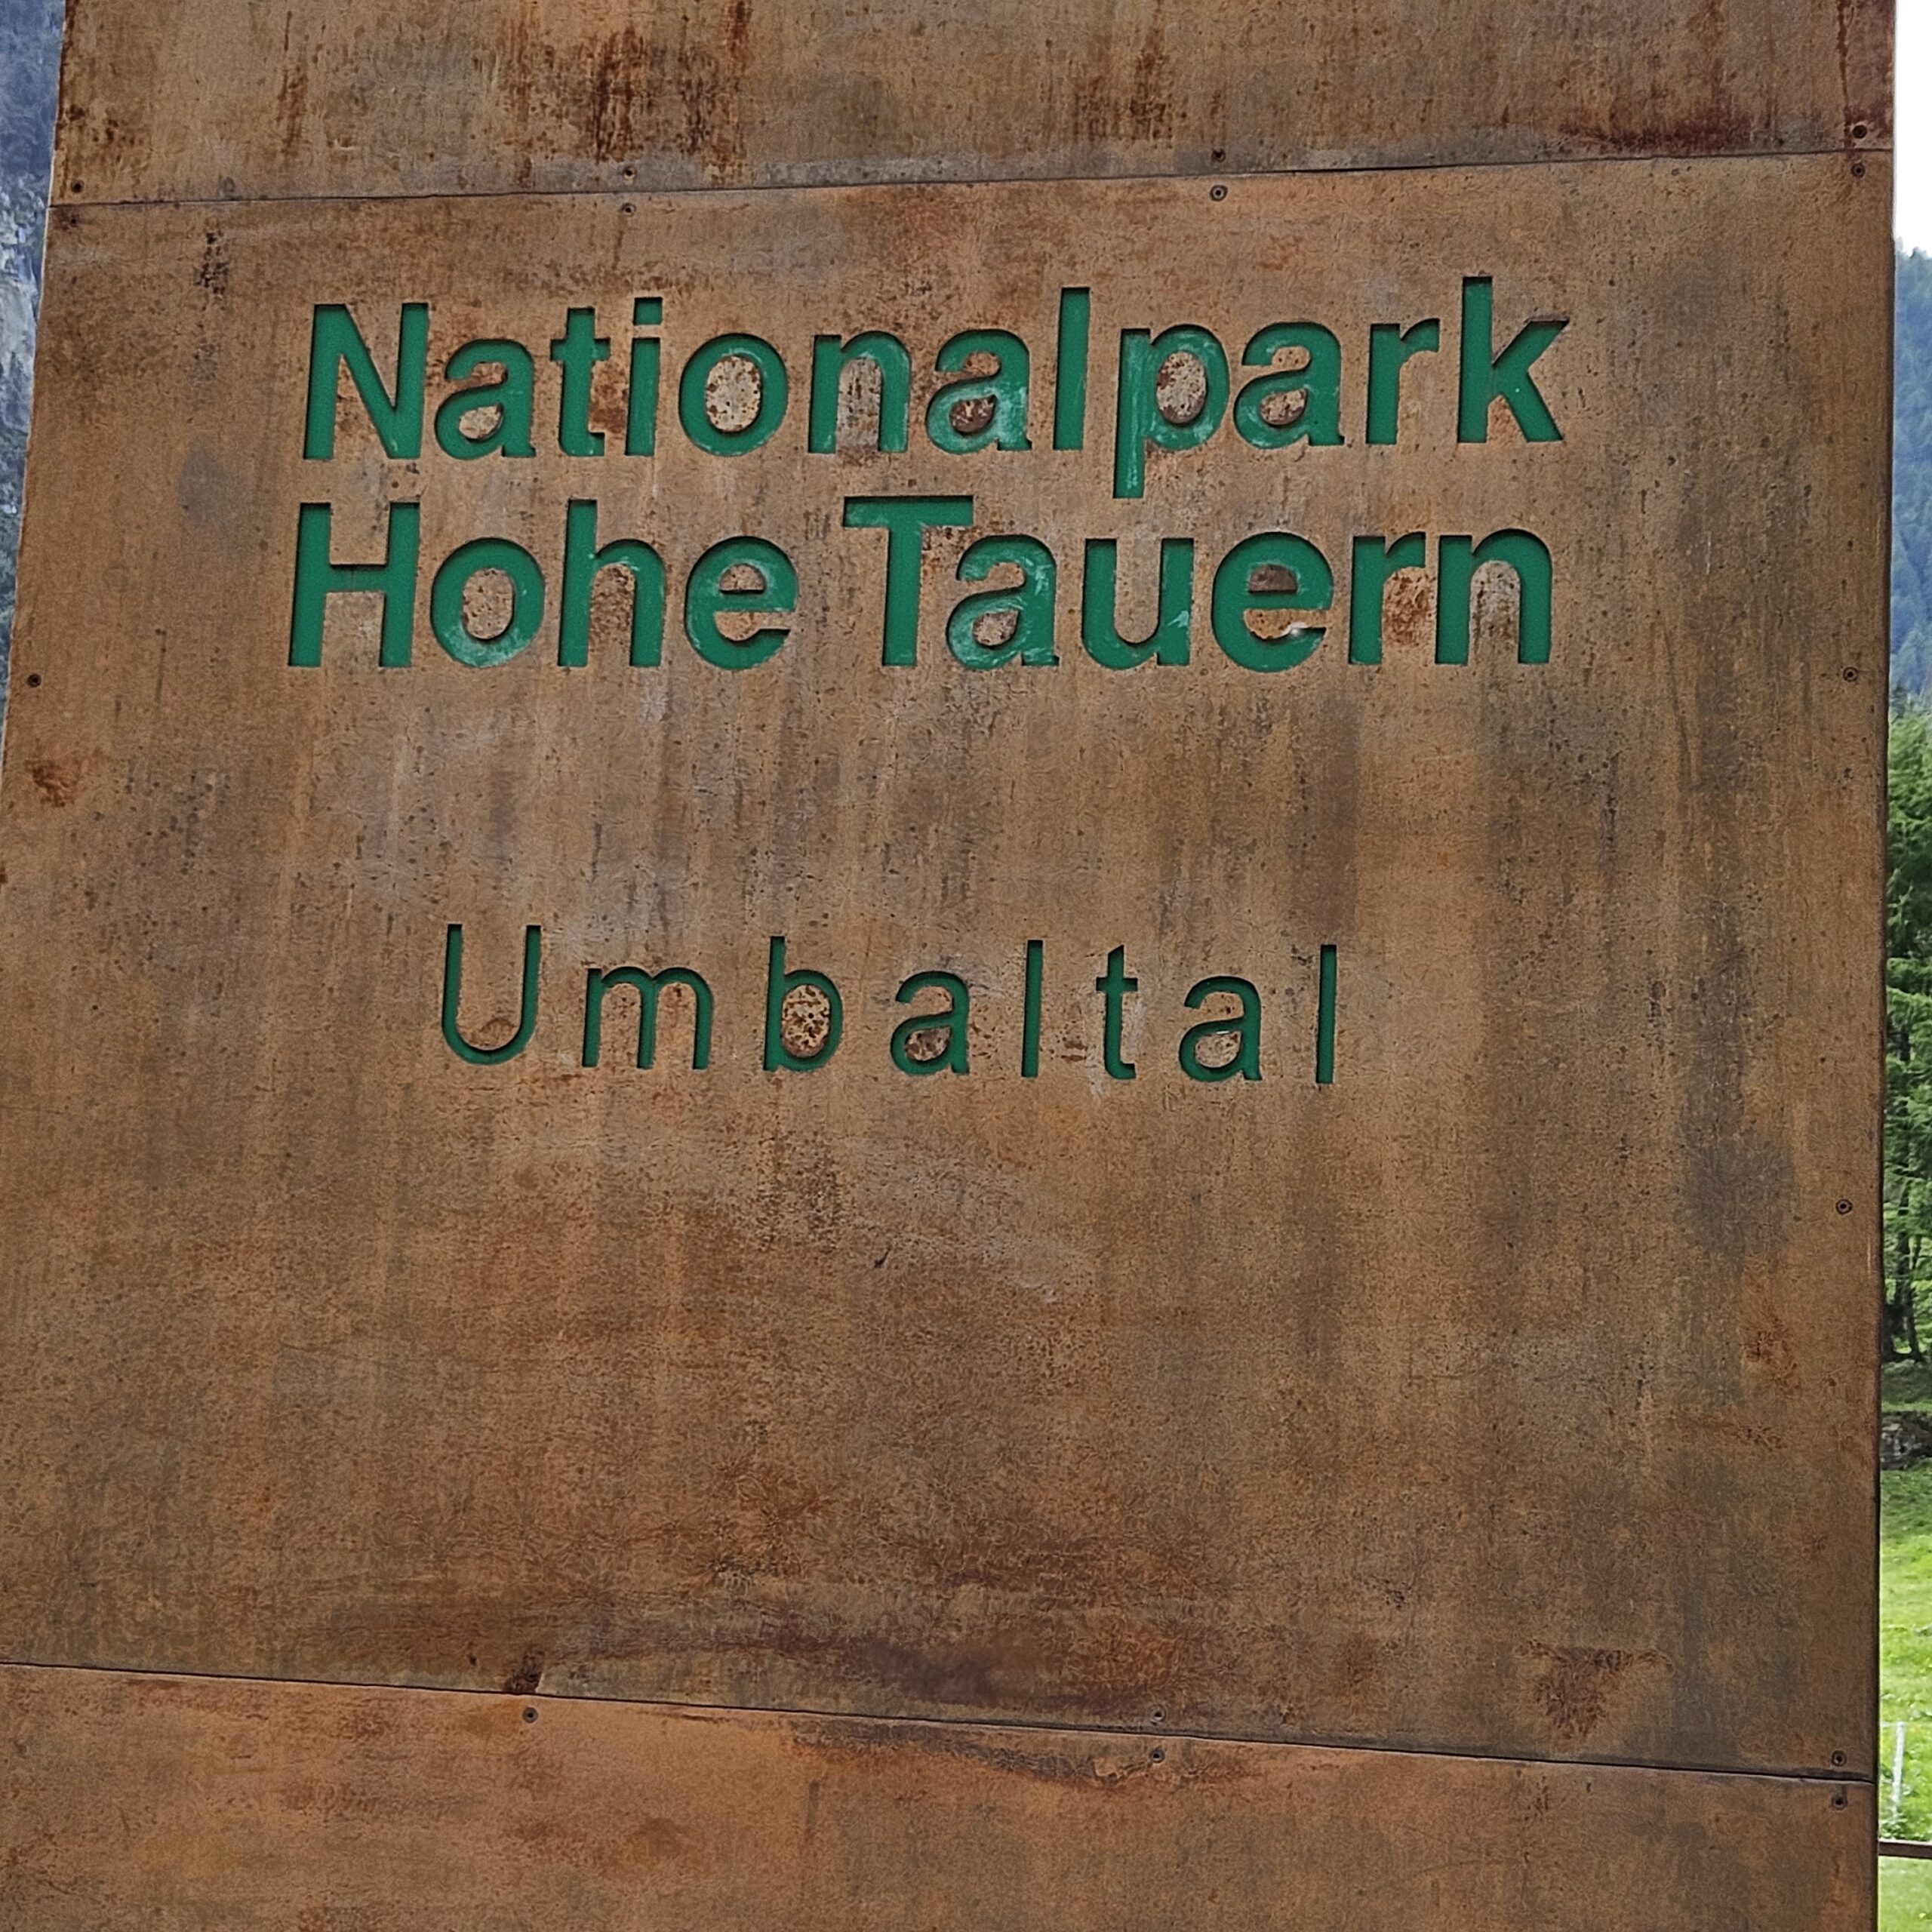 Nationalpark
Hohe Tauern
Umbaltal